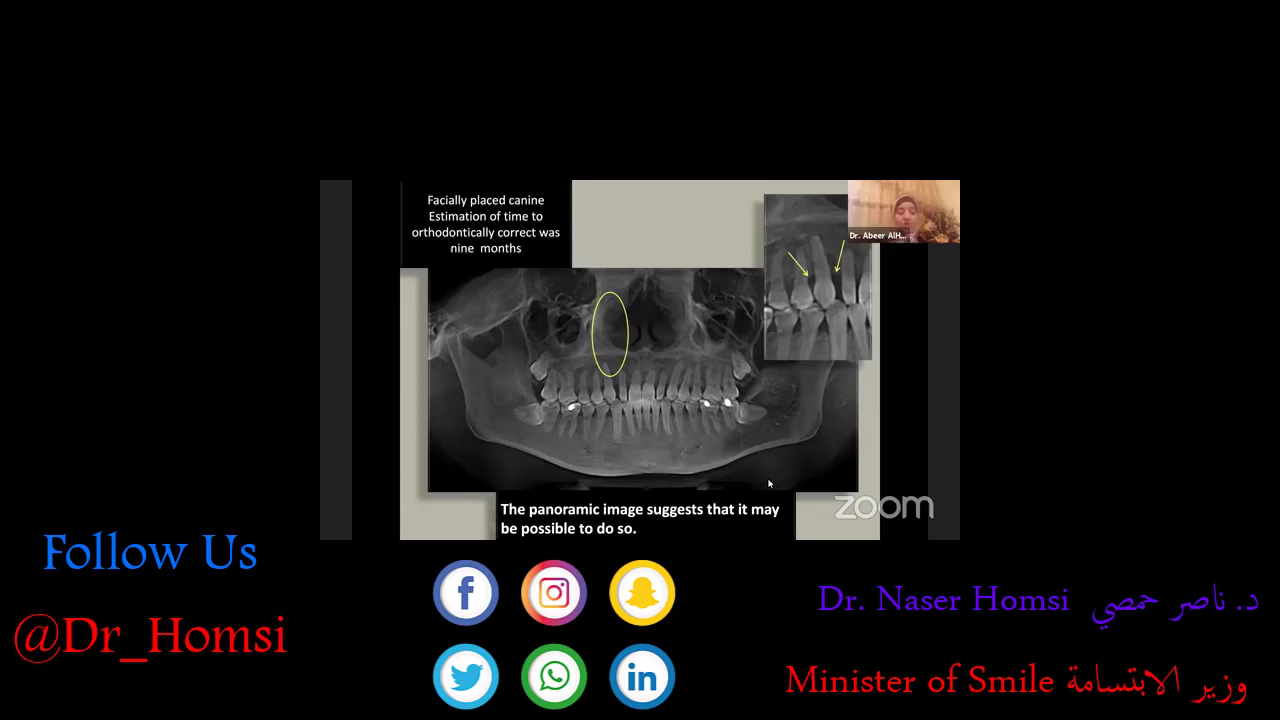 Facially placed canine
Estimation of time to
orthodontically correct was
nine months
Dr. Abeer AlH...
The panoramic image suggests that it may
be possible to do so.
zoom
Follow Us
@Dr_Homsi
Dr. Naser Homsi د. ناصر حمصي
Minister of Smile وزير الابتسامة